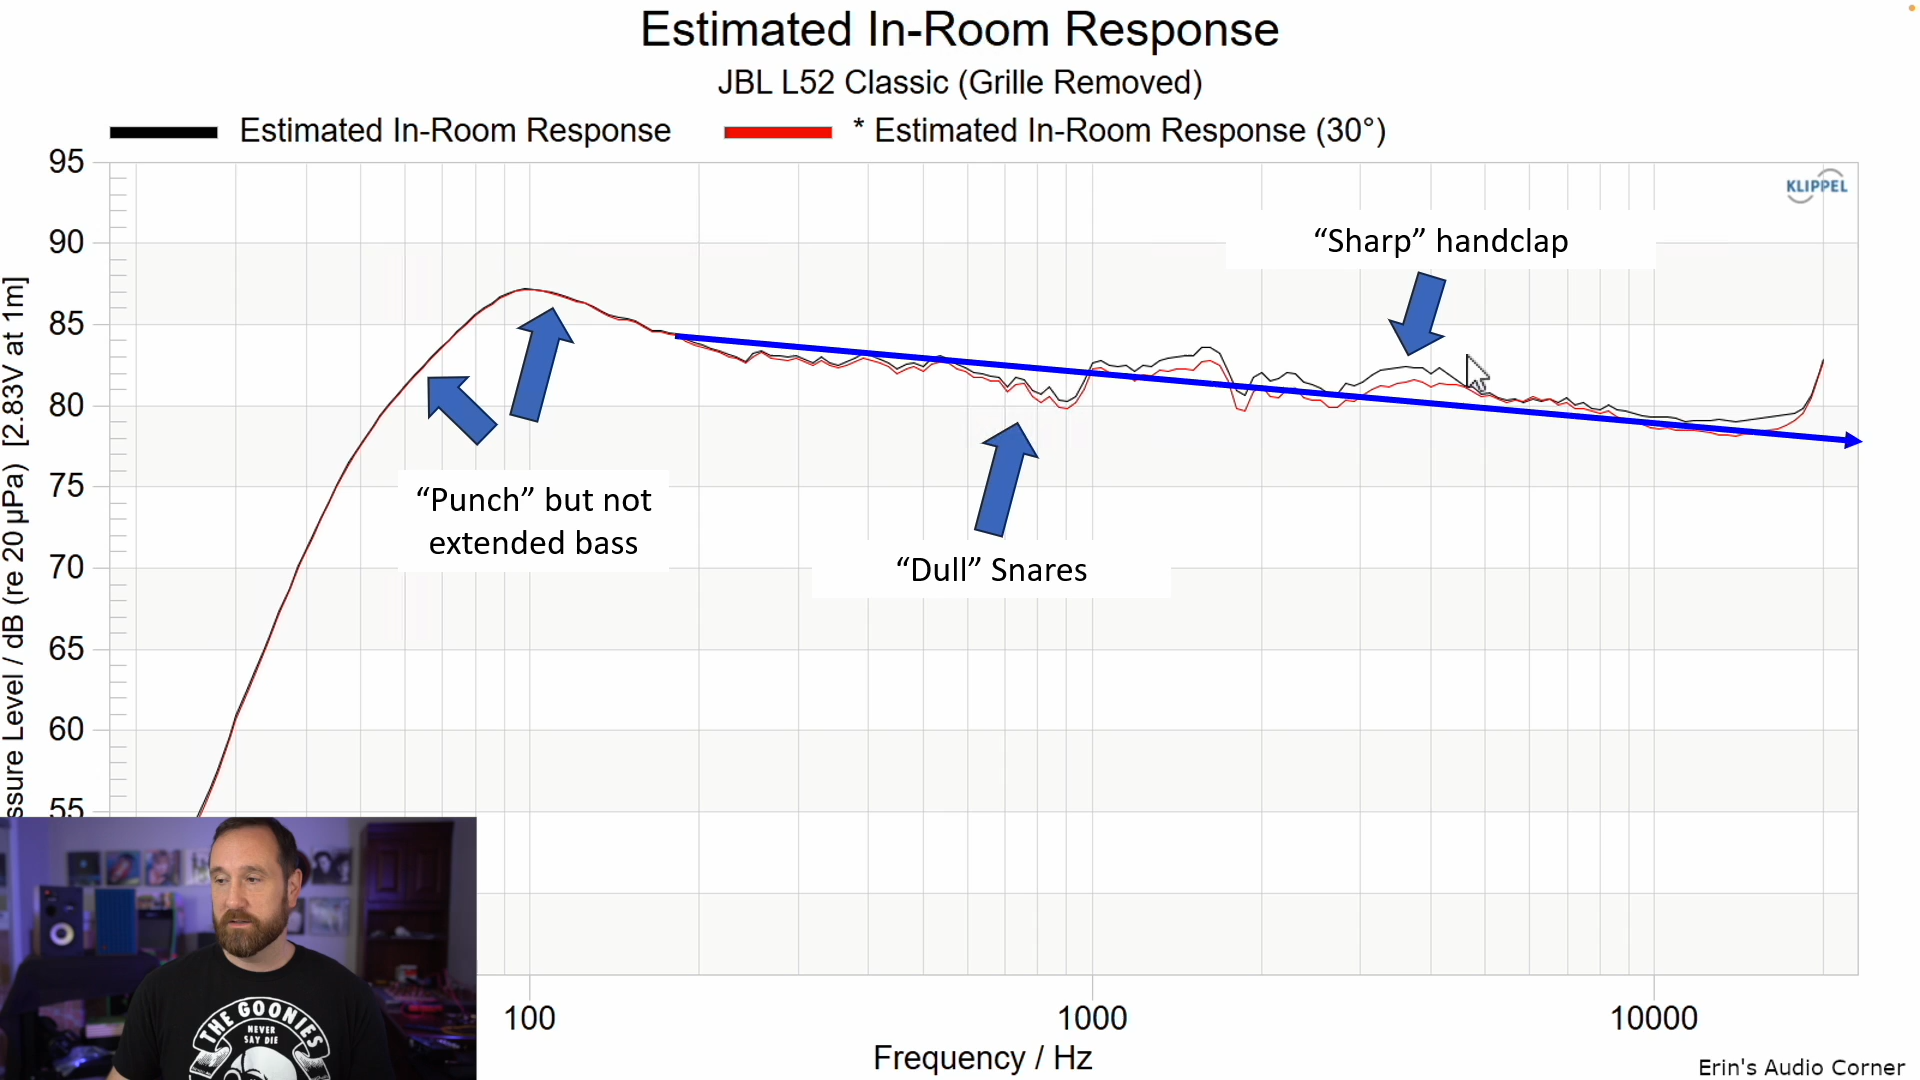 Estimated In-Room Response
JBL L52 Classic (Grille Removed)
Estimated In-Room Response
* Estimated In-Room Response (30°)
95
90
85
80
75
70
65
60
55
ssure Level / dB (re 20 µPa) [2.83V at 1m]
KLIPPEL
“Sharp” handclap
“Punch” but not
extended bass
“Dull” Snares
THE GOONIES
NEVER
SAY DIE
100
1000
10000
Frequency / Hz
Erin's Audio Corner